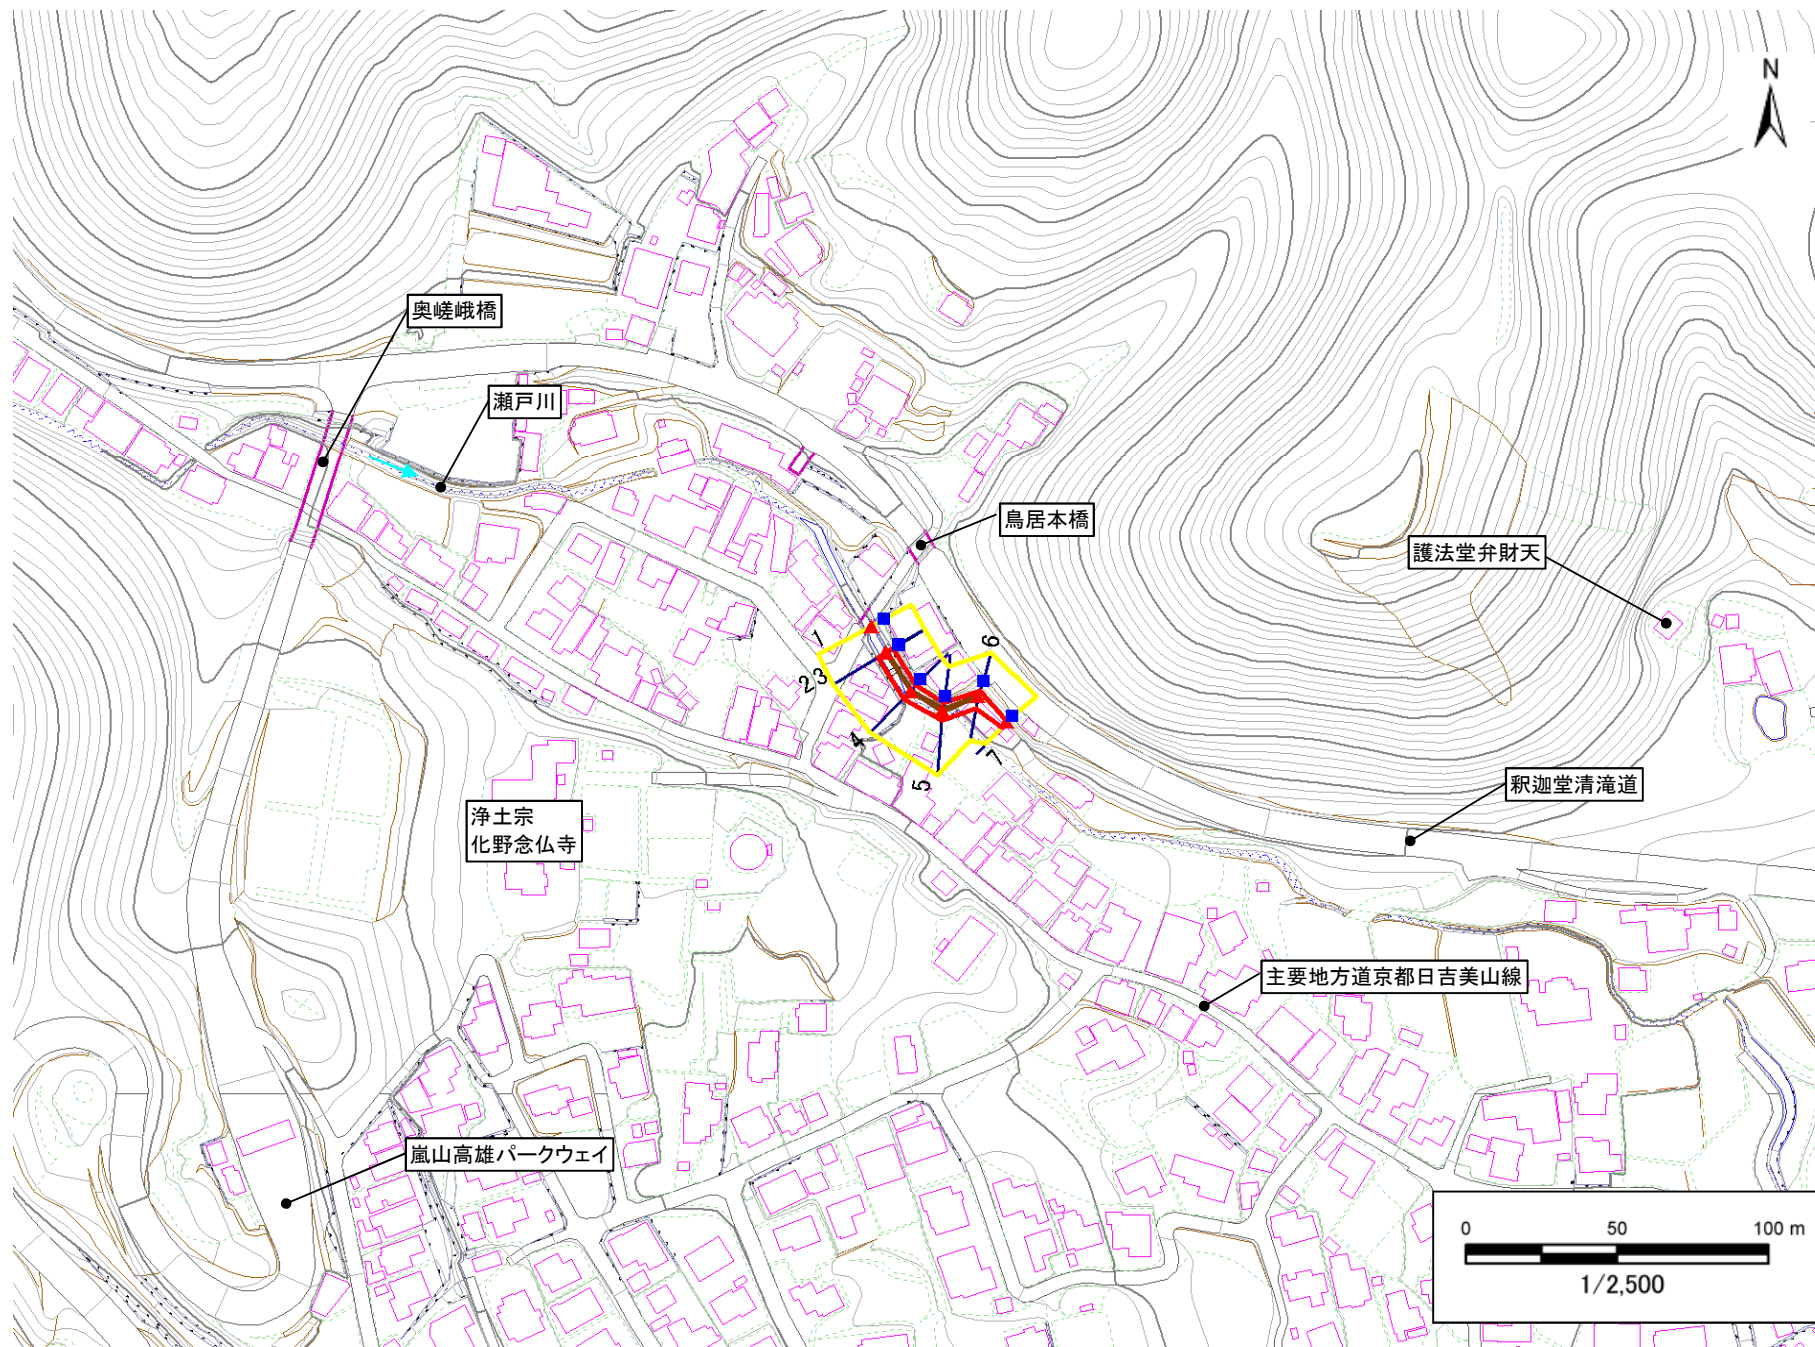 N
奥嵯峨橋
瀬戸川
鳥居本橋
護法堂弁財天
1
6
2 3
4
7
5
釈迦堂清滝道
浄土宗
化野念仏寺
主要地方道京都日吉美山線
嵐山高雄パークウェイ
0 50 100 m
1/2,500